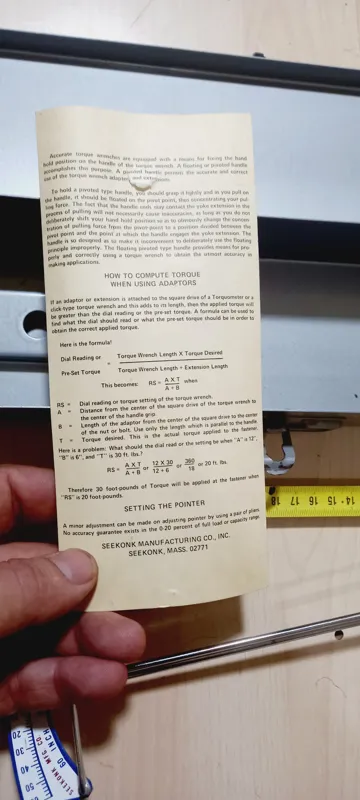 Accurate torque wrenches are equipped with a means for fixing the hand
hold position on the handle of the torque wrench. A floating or pivoted handle
accomplishes this purpose. A pivoted handle permits the accurate and correct
use of the torque wrench adaptors and extensions.
To hold a pivoted type handle, you should grasp it lightly and as you pull on
the handle, it should be floated on the pivot point, thus concentrating your pull-
ing force. The fact that the handle ends may contact the yoke extension in the
process of pulling will not necessarily cause inaccuracies, so long as you do not
deliberately shift your hand hold position so as to ultimately change the concen-
tration of pulling force from the pivot point to a position divided between the
pivot point and the point at which the handle engages the yoke extension. The
handle is so designed as to make it inconvenient to deliberately use the floating
principle improperly. The floating pivoted type handle provides means for pro-
perly and correctly using a torque wrench to obtain the utmost accuracy in
making applications.
HOW TO COMPUTE TORQUE
WHEN USING ADAPTORS
If an adaptor or extension is attached to the square drive of a Torquometer or a
click type torque wrench and this adds to its length, then the applied torque will
be greater than the dial reading or the pre-set torque. A formula can be used to
find what the dial should read or what the pre-set torque should be in order to
obtain the correct applied torque.
Here is the formula!
Dial Reading or
Pre-Set Torque = Torque Wrench Length X Torque Desired
Torque Wrench Length + Extension Length
This becomes: RS = A X T / A + B when
RS = Dial reading or torque setting of the torque wrench.
A = Distance from the center of the square drive of the torque wrench to
the center of the handle grip.
B = Length of the adaptor from the center of the square drive to the center
of the nut or bolt. Use only the length which is parallel to the handle.
T = Torque desired. This is the actual torque applied to the fastener.
Here is a problem: What should the dial read or the setting be when "A" is 12",
"B" is 6", and "T" is 30 ft. lbs.?
RS = A X T / A + B or 12 X 30 / 12 + 6 or 360 / 18 or 20 ft. lbs.
Therefore 30 foot-pounds of Torque will be applied at the fastener when
"RS" is 20 foot-pounds.
SETTING THE POINTER
A minor adjustment can be made on adjusting pointer by using a pair of pliers.
No accuracy guarantee exists in the 0-20 percent of full load or capacity range.
SEEKONK MANUFACTURING CO., INC.
SEEKONK, MASS. 02771
18 17 16 15 14
20
30
40
50
60 INCH
SEEKONK MFG CO